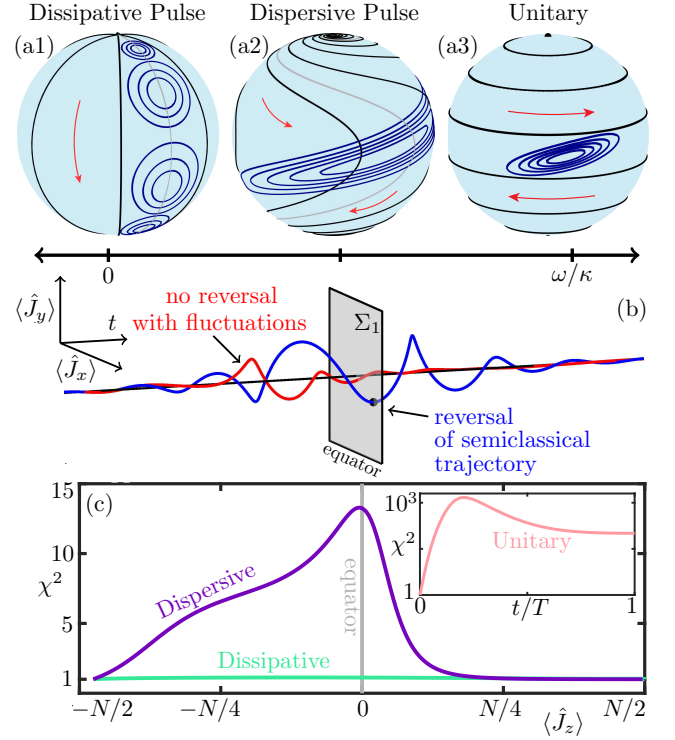 Dissipative Pulse
Dispersive Pulse
Unitary
(a1)
(a2)
(a3)
0
ω/κ
⟨Ĵ_y⟩
t
⟨Ĵ_x⟩
no reversal
with fluctuations
Σ_1
(b)
reversal
of semiclassical
trajectory
equator
(c)
15
13
10
5
1
χ^2
Dispersive
Dissipative
equator
10^3
χ^2
1
Unitary
0
t/T
1
−N/2
−N/4
0
N/4
N/2
⟨Ĵ_z⟩